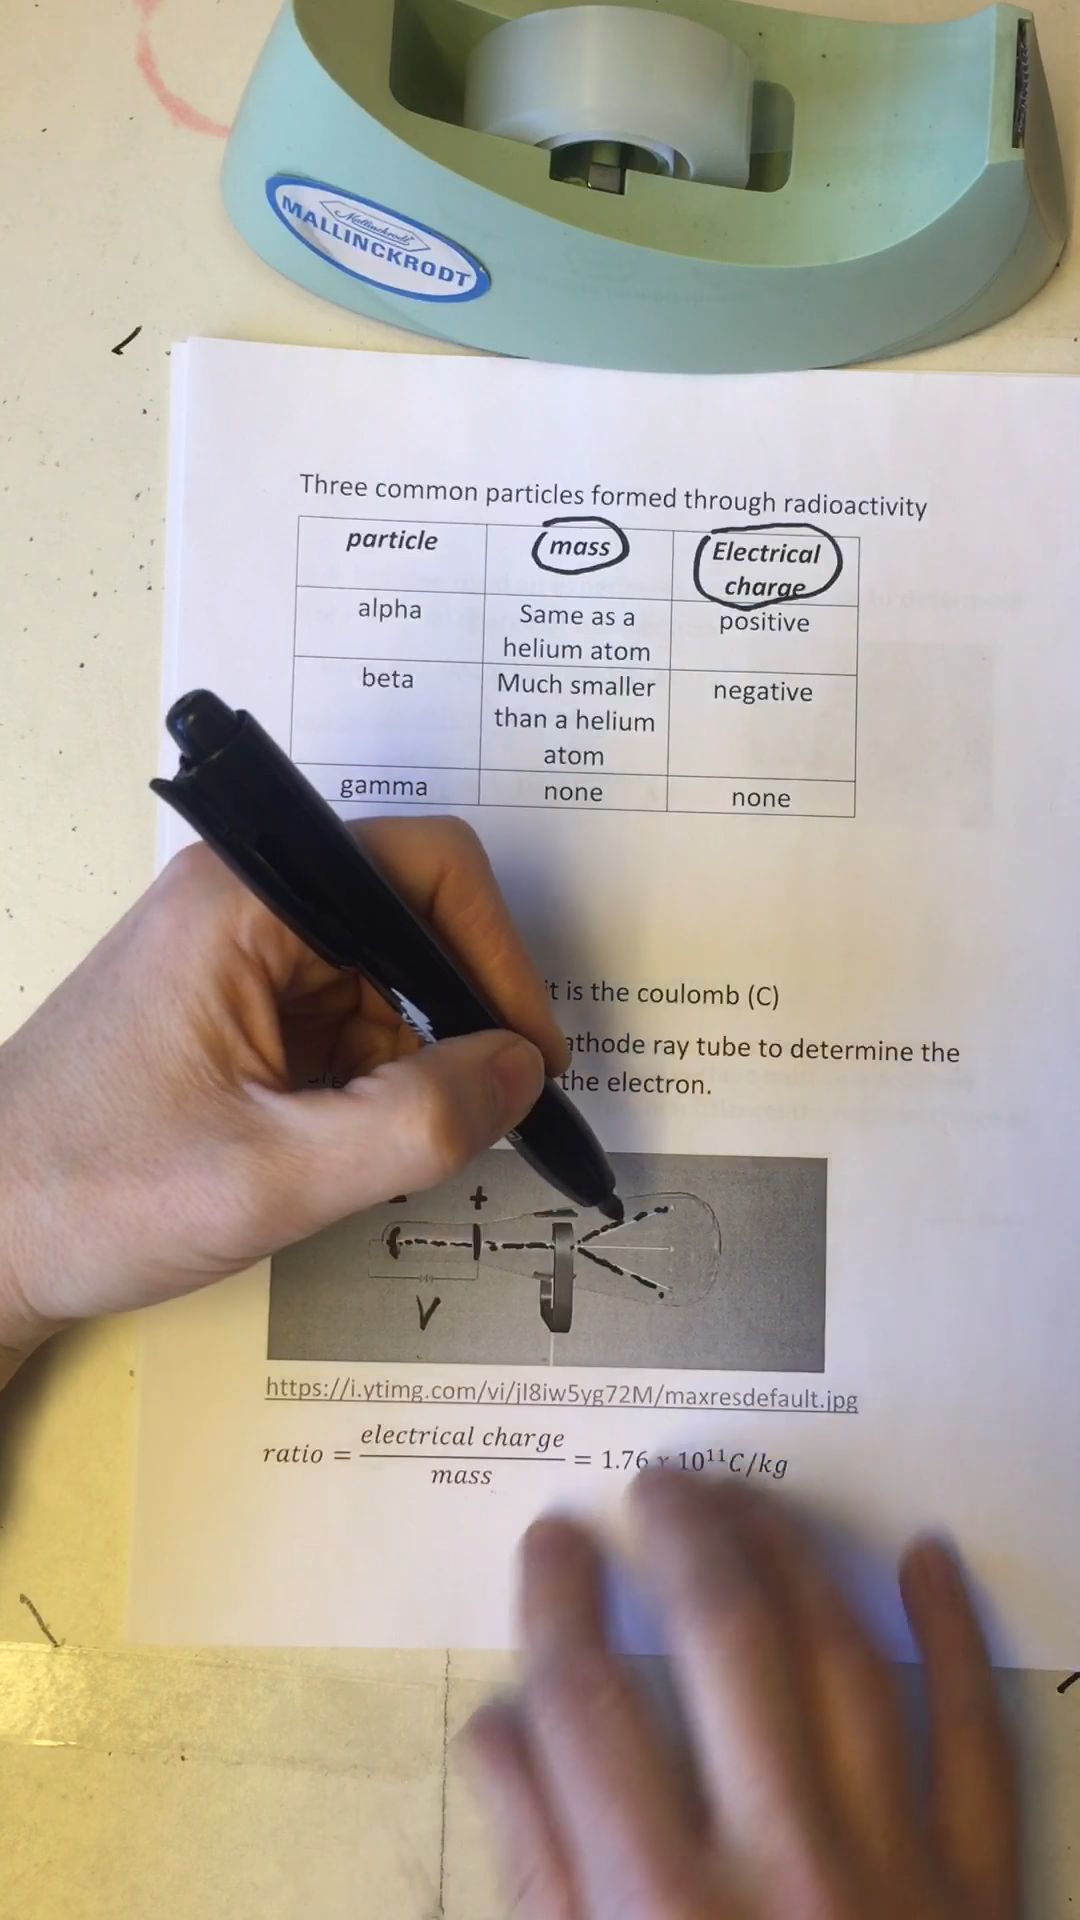 Mallinckrodt
MALLINCKRODT
Three common particles formed through radioactivity
particle mass Electrical charge
alpha Same as a helium atom positive
beta Much smaller than a helium atom negative
gamma none none
it is the coulomb (C)
athode ray tube to determine the
the electron.
- +
V
https://i.ytimg.com/vi/jI8iw5yg72M/maxresdefault.jpg
ratio = electrical charge / mass = 1.76 x 10¹¹C/kg